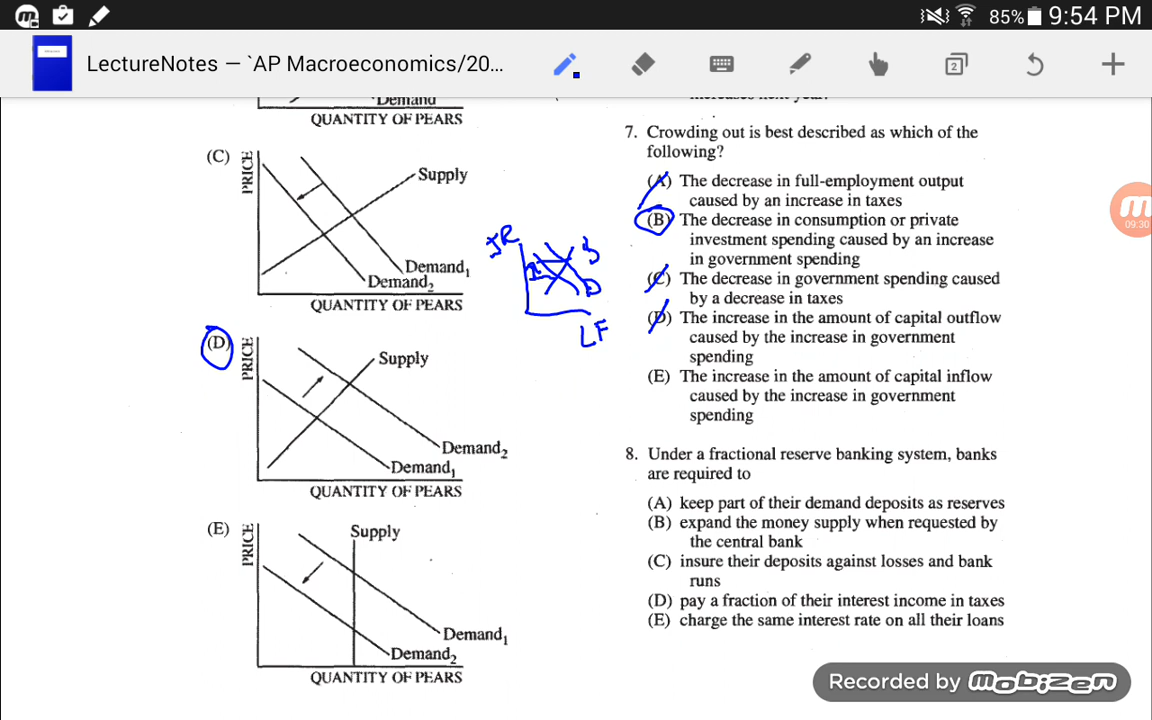 85% 9:54 PM
LectureNotes — `AP Macroeconomics/20...
2
Demand
QUANTITY OF PEARS
(C)
PRICE
Supply
Demand1
Demand2
QUANTITY OF PEARS
IR
S
D
LF
(D)
PRICE
Supply
Demand2
Demand1
QUANTITY OF PEARS
(E)
PRICE
Supply
Demand1
Demand2
QUANTITY OF PEARS
increases next year.
7. Crowding out is best described as which of the
following?
(A) The decrease in full-employment output
caused by an increase in taxes
(B) The decrease in consumption or private
investment spending caused by an increase
in government spending
(C) The decrease in government spending caused
by a decrease in taxes
(D) The increase in the amount of capital outflow
caused by the increase in government
spending
(E) The increase in the amount of capital inflow
caused by the increase in government
spending
8. Under a fractional reserve banking system, banks
are required to
(A) keep part of their demand deposits as reserves
(B) expand the money supply when requested by
the central bank
(C) insure their deposits against losses and bank
runs
(D) pay a fraction of their interest income in taxes
(E) charge the same interest rate on all their loans
09:30
Recorded by mobizen